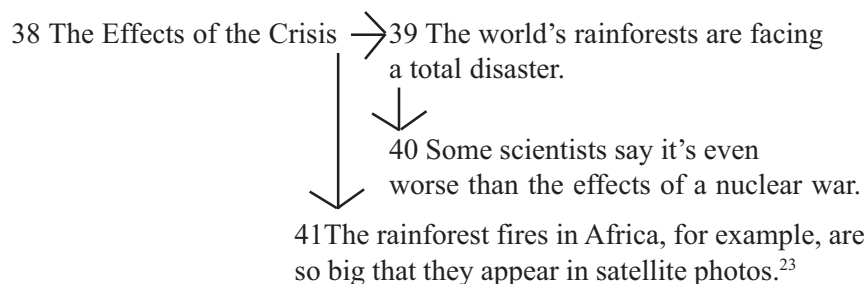 38 The Effects of the Crisis
39 The world’s rainforests are facing
a total disaster.
40 Some scientists say it’s even
worse than the effects of a nuclear war.
41The rainforest fires in Africa, for example, are
so big that they appear in satellite photos.23